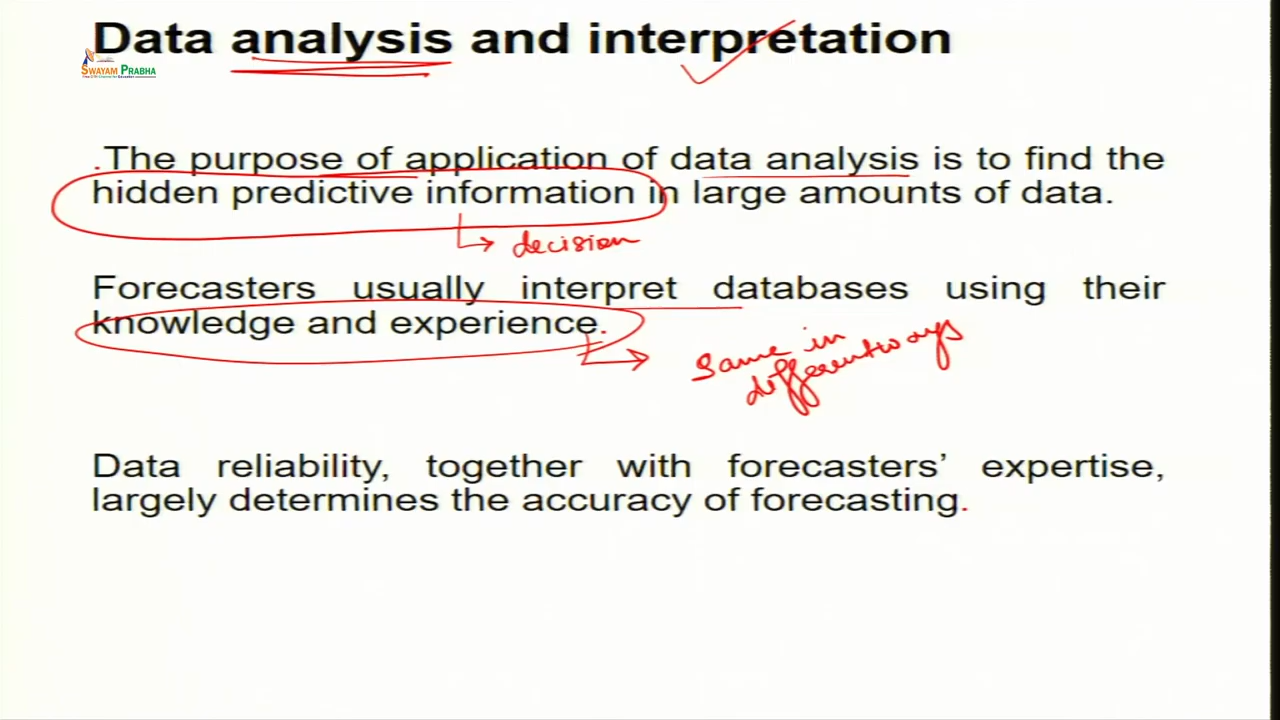 Data analysis and interpretation
SWAYAM PRABHA
.The purpose of application of data analysis is to find the
hidden predictive information in large amounts of data.
decision
Forecasters usually interpret databases using their
knowledge and experience.
Same in
different ways
Data reliability, together with forecasters’ expertise,
largely determines the accuracy of forecasting.